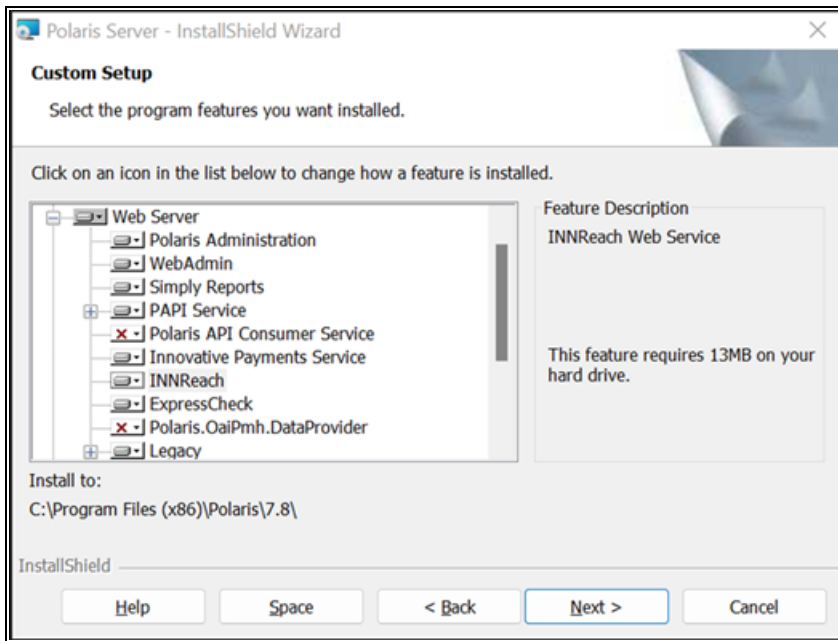 Polaris Server - InstallShield Wizard
Custom Setup
Select the program features you want installed.
Click on an icon in the list below to change how a feature is installed.
Web Server
Polaris Administration
WebAdmin
Simply Reports
PAPI Service
Polaris API Consumer Service
Innovative Payments Service
INNReach
ExpressCheck
Polaris.OaiPmh.DataProvider
Legacy
Feature Description
INNReach Web Service
This feature requires 13MB on your
hard drive.
Install to:
C:\Program Files (x86)\Polaris\7.8\
InstallShield
Help
Space
< Back
Next >
Cancel